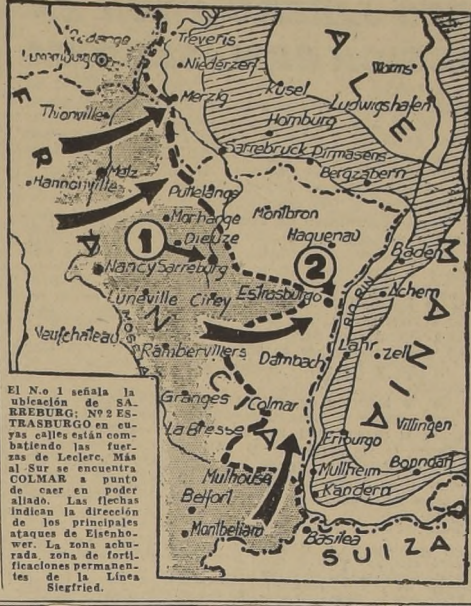 Rodange
Treveris
Luxemburgo
Niederzerf
Worms
Merzig
Kusel
Ludwigshafen
Thionville
Homburg
Sarrebruck
Pirmasens
Metz
Bergzabern
Hannonville
Puttelange
Morhange
Montbron
Dieuze
Haguenau
1
2
Baden
Nancy
Sarreburg
Luneville
Cirey
Estrasburgo
RIO RIN
Achern
Neufchateau
MOSELA
Rambervillers
Lahr
Zell
Dambach
Granges
Colmar
Villingen
La Bresse
Friburgo
Mulhouse
Mullheim
Bonndorf
Belfort
Kandern
Montbeliard
Basilea
FRANCIA
ALEMANIA
SUIZA
El N.o 1 señala la
ubicación de SA-
RREBURG; Nº 2 ES-
TRASBURGO en cu-
yas calles están com-
batiendo las fuer-
zas de Leclerc. Más
al Sur se encuentra
COLMAR a punto
de caer en poder
aliado. Las flechas
indican la dirección
de los principales
ataques de Eisenho-
wer. La zona achu-
rada, zona de forti-
ficaciones permanen-
tes de la Línea
Siegfried.